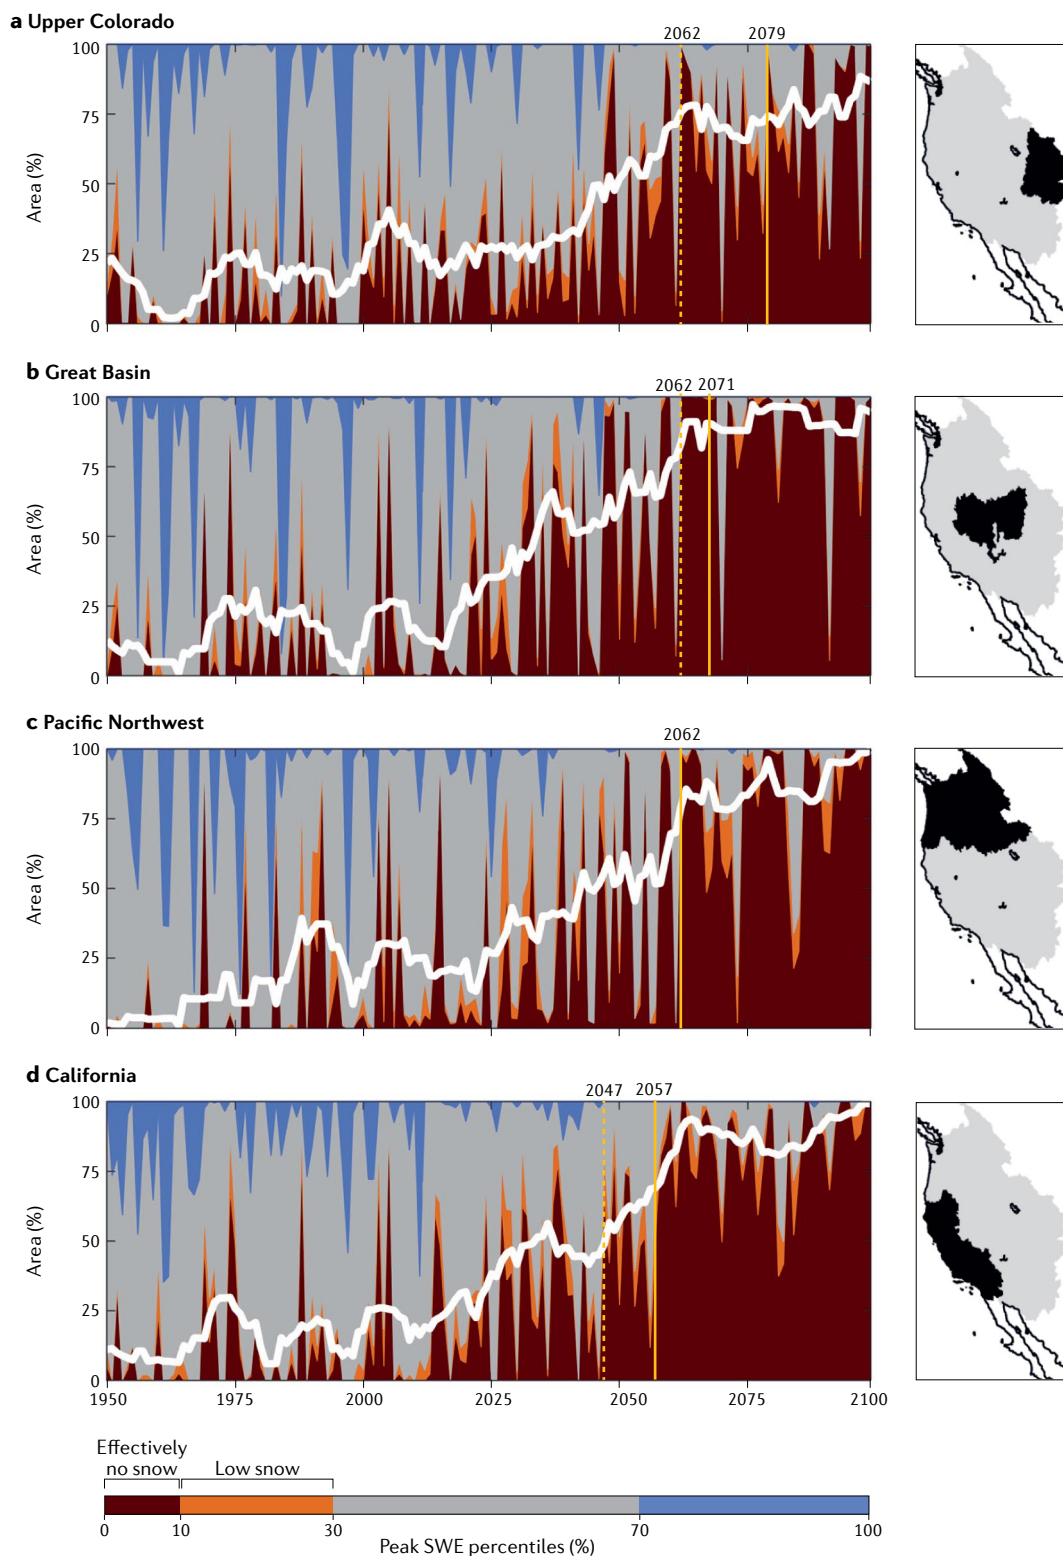 a Upper Colorado
2062 2079
100
75
50
25
0
Area (%)
b Great Basin
2062 2071
100
75
50
25
0
Area (%)
c Pacific Northwest
2062
100
75
50
25
0
Area (%)
d California
2047 2057
100
75
50
25
0
Area (%)
1950 1975 2000 2025 2050 2075 2100
Effectively
no snow Low snow
0 10 30 70 100
Peak SWE percentiles (%)